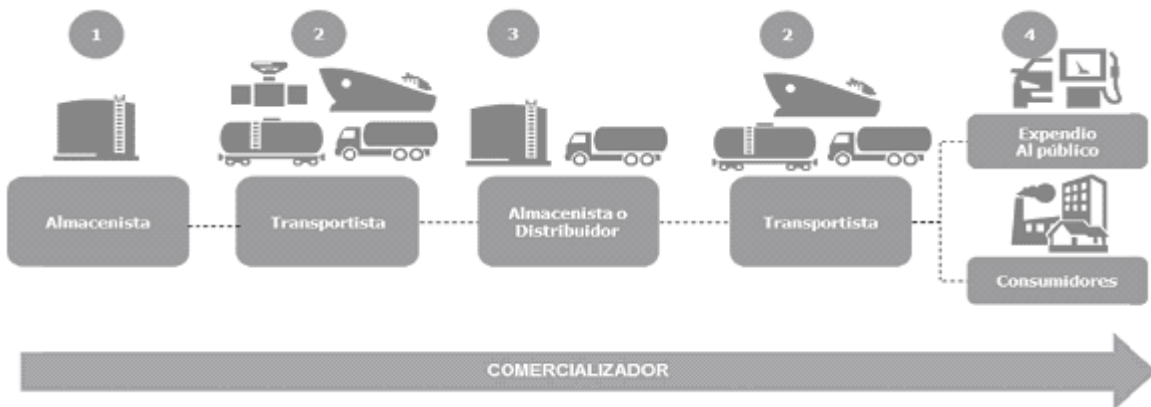 1
2
3
2
4
Almacenista
Transportista
Almacenista o
Distribuidor
Transportista
Expendio
Al público
Consumidores
COMERCIALIZADOR